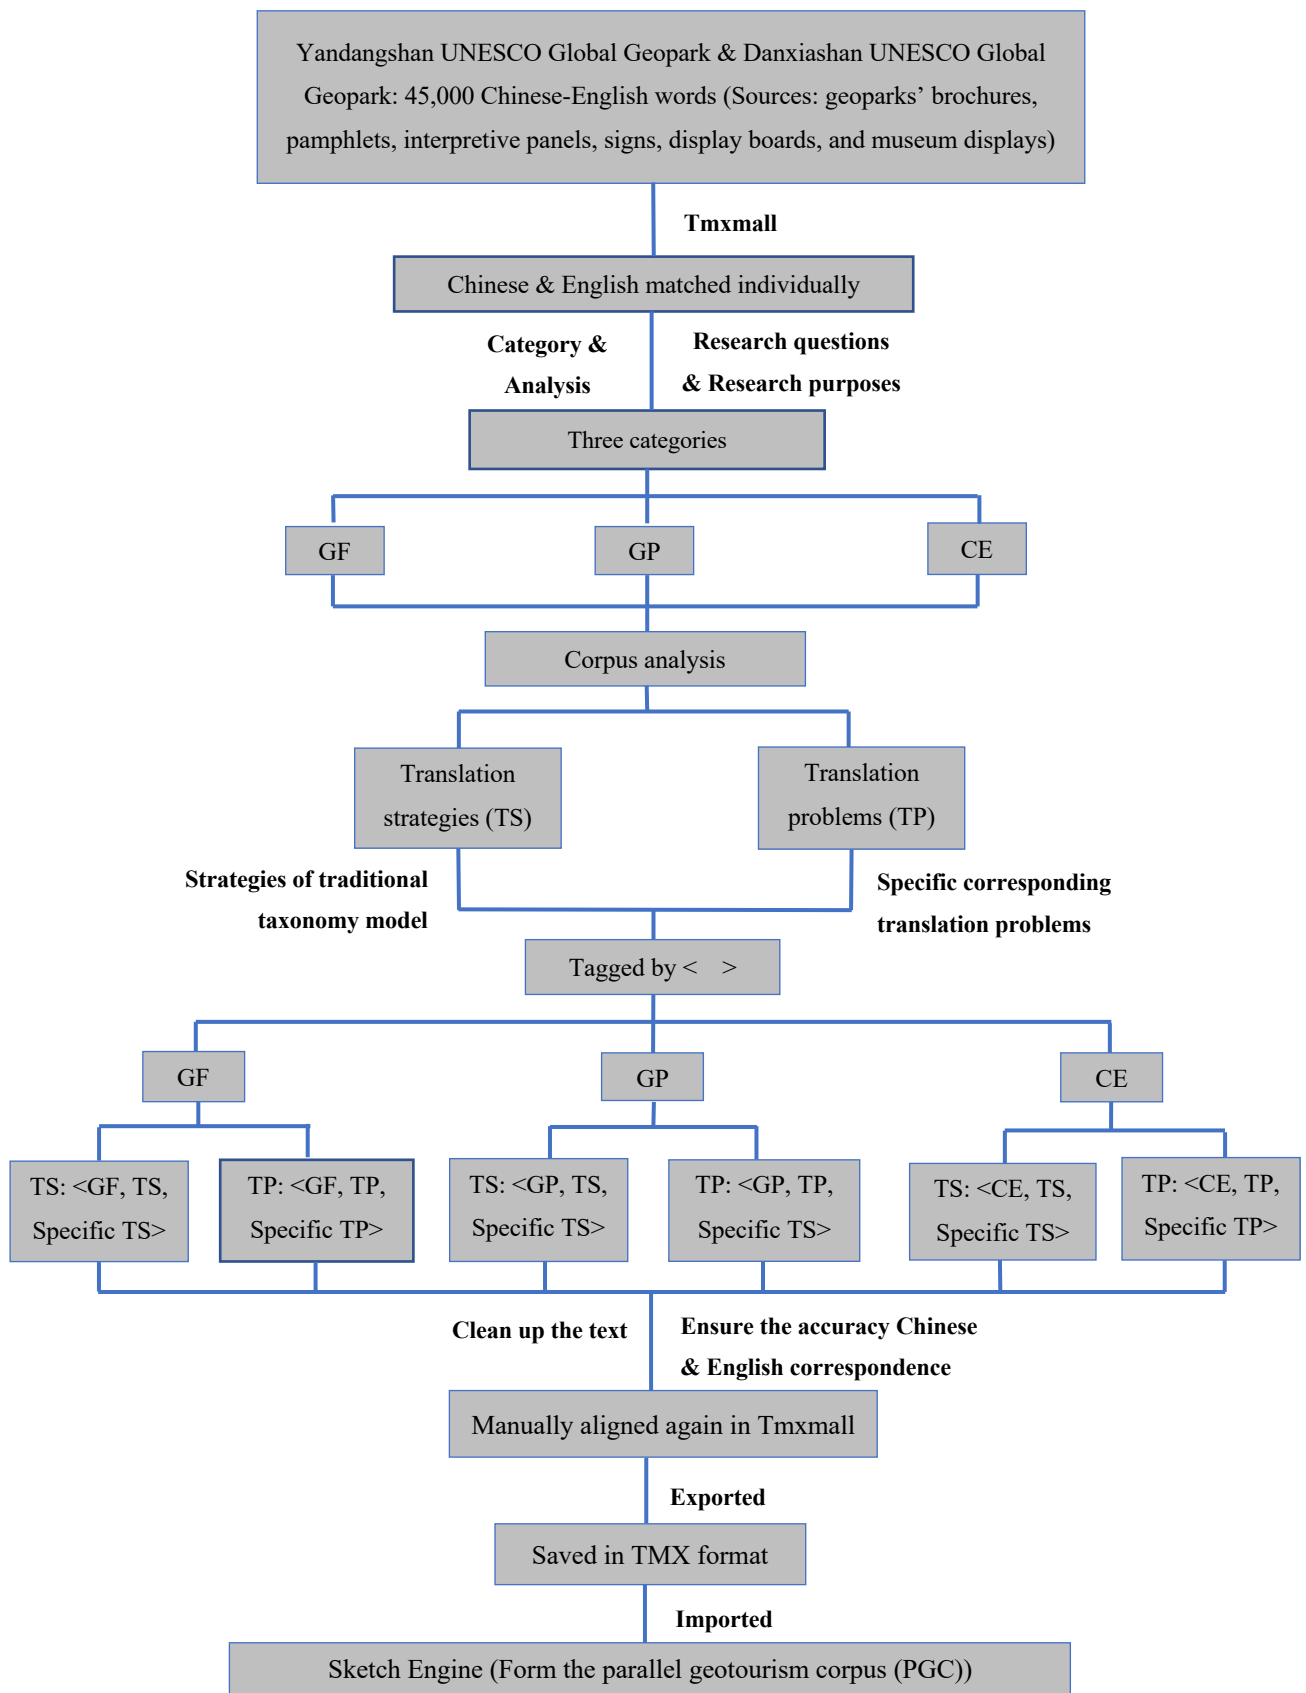 Yandangshan UNESCO Global Geopark & Danxiashan UNESCO Global
Geopark: 45,000 Chinese-English words (Sources: geoparks’ brochures,
pamphlets, interpretive panels, signs, display boards, and museum displays)
Tmxmall
Chinese & English matched individually
Category &
Analysis
Research questions
& Research purposes
Three categories
GF
GP
CE
Corpus analysis
Translation
strategies (TS)
Translation
problems (TP)
Strategies of traditional
taxonomy model
Specific corresponding
translation problems
Tagged by < >
GF
GP
CE
TS: <GF, TS,
Specific TS>
TP: <GF, TP,
Specific TP>
TS: <GP, TS,
Specific TS>
TP: <GP, TP,
Specific TS>
TS: <CE, TS,
Specific TS>
TP: <CE, TP,
Specific TP>
Clean up the text
Ensure the accuracy Chinese
& English correspondence
Manually aligned again in Tmxmall
Exported
Saved in TMX format
Imported
Sketch Engine (Form the parallel geotourism corpus (PGC))